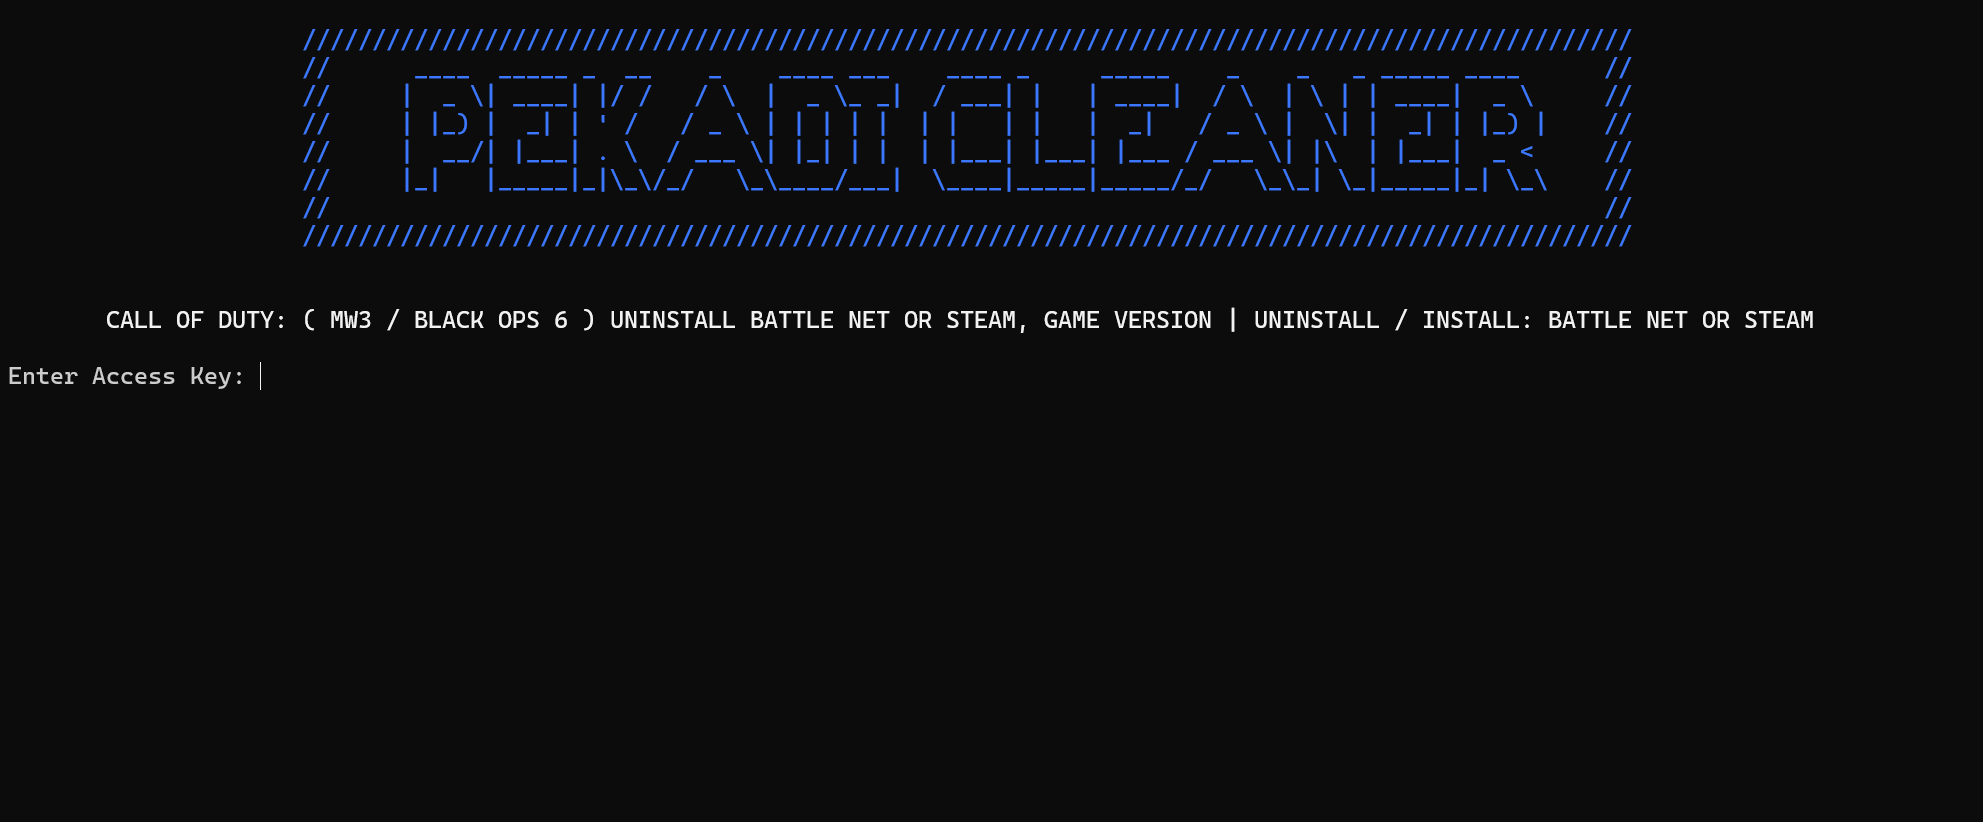 PEKADI CLEANER
CALL OF DUTY: ( MW3 / BLACK OPS 6 ) UNINSTALL BATTLE NET OR STEAM, GAME VERSION | UNINSTALL / INSTALL: BATTLE NET OR STEAM
Enter Access Key: